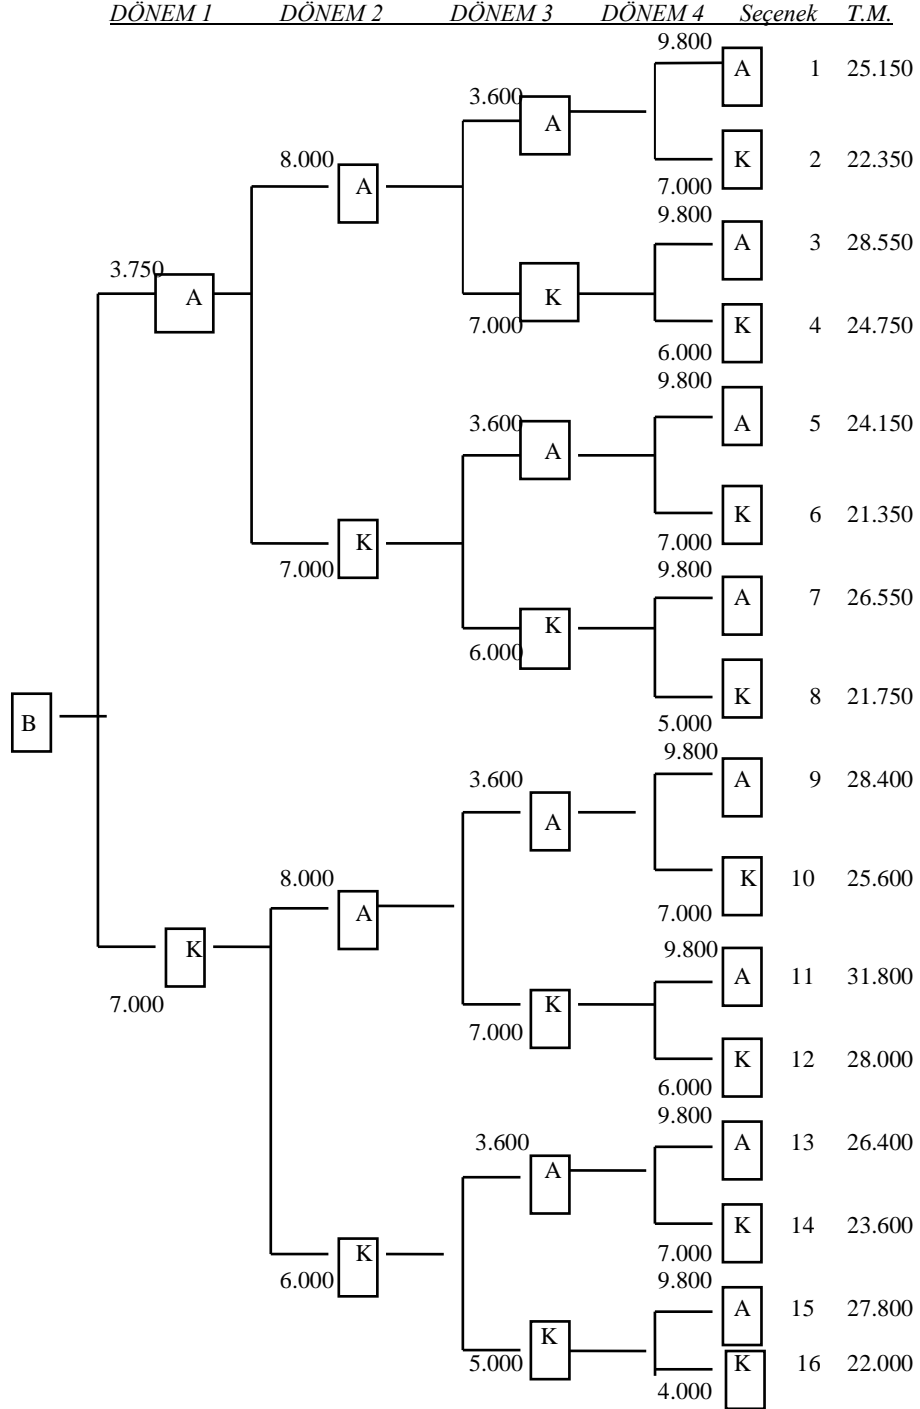 DÖNEM 1 DÖNEM 2 DÖNEM 3 DÖNEM 4 Seçenek T.M.
9.800
A 1 25.150
3.600
A
8.000
K 2 22.350
A
7.000
9.800
A 3 28.550
3.750
A
K
7.000
K 4 24.750
6.000
9.800
3.600
A 5 24.150
A
K 6 21.350
K
7.000
7.000
9.800
A 7 26.550
K
6.000
K 8 21.750
B
5.000
9.800
3.600
A 9 28.400
A
8.000
K 10 25.600
A
7.000
K
9.800
A 11 31.800
7.000
K
7.000
K 12 28.000
6.000
9.800
3.600
A 13 26.400
A
K 14 23.600
K
7.000
6.000
9.800
A 15 27.800
K
5.000
K 16 22.000
4.000